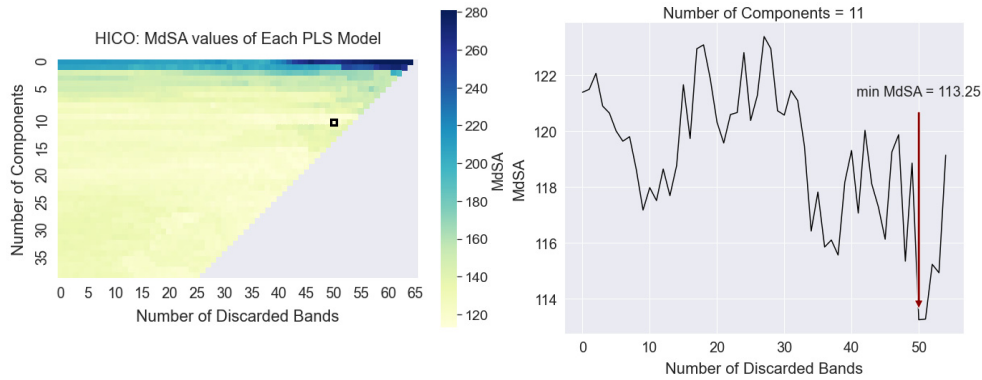 HICO: MdSA values of Each PLS Model
Number of Components
0
5
10
15
20
25
30
35
0 5 10 15 20 25 30 35 40 45 50 55 60 65
Number of Discarded Bands
280
260
240
220
200
180
160
140
120
MdSA
Number of Components = 11
min MdSA = 113.25
MdSA
122
120
118
116
114
0 10 20 30 40 50
Number of Discarded Bands